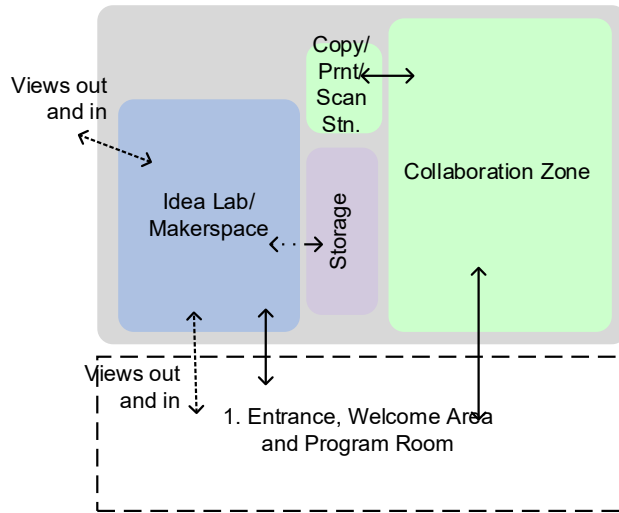 Copy/
Prnt/
Scan
Stn.
Views out
and in
Collaboration Zone
Idea Lab/
Makerspace
Storage
Views out
and in
1. Entrance, Welcome Area
and Program Room